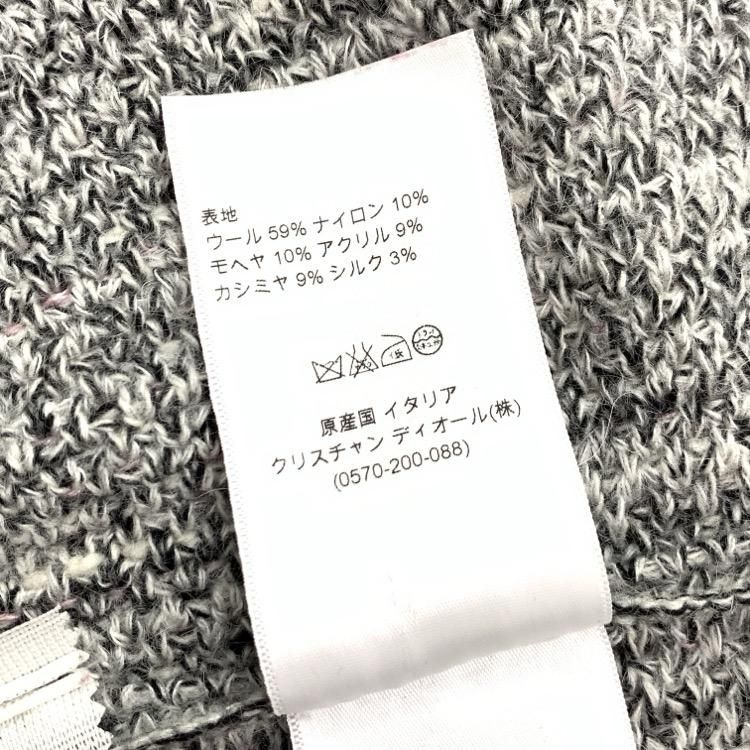 表地
ウール 59% ナイロン 10%
モヘヤ 10% アクリル 9%
カシミヤ 9% シルク 3%
原産国 イタリア
クリスチャン ディオール(株)
(0570-200-088)